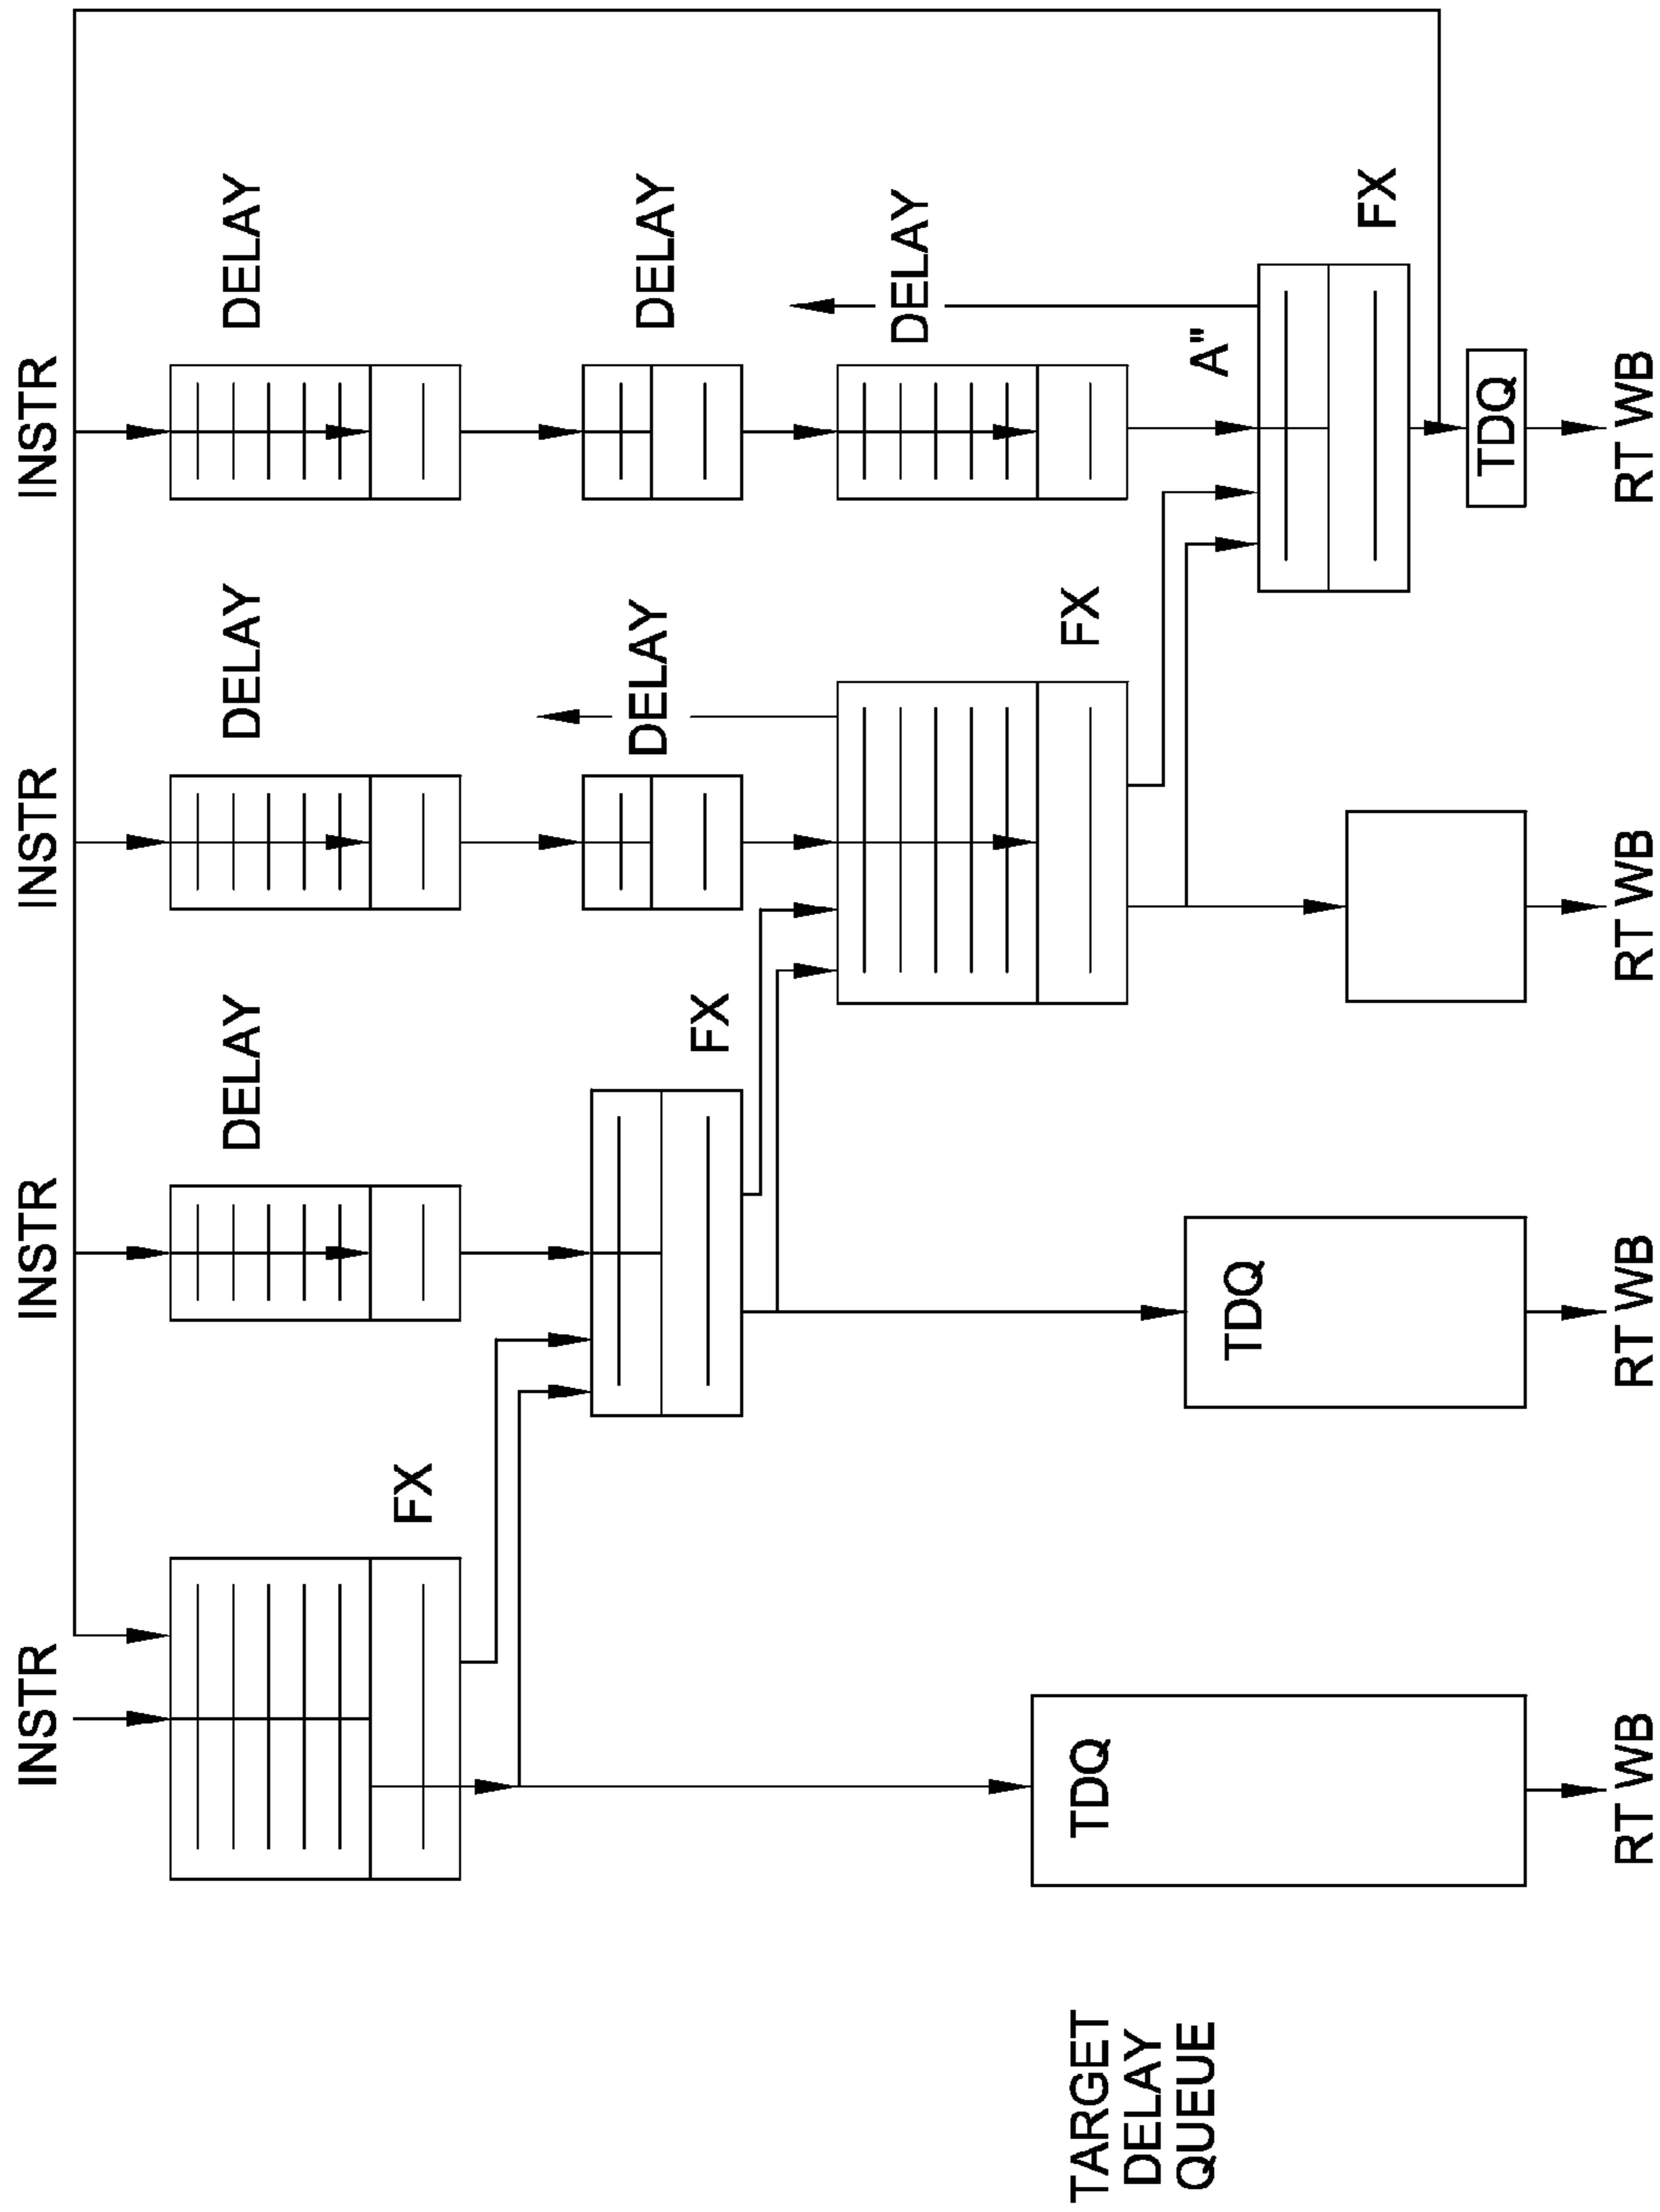 INSTR
INSTR
INSTR
INSTR
DELAY
DELAY
DELAY
FX
DELAY
DELAY
FX
DELAY
FX
TARGET
DELAY
QUEUE
TDQ
A"
TDQ
FX
TDQ
RT WB
RT WB
RT WB
RT WB